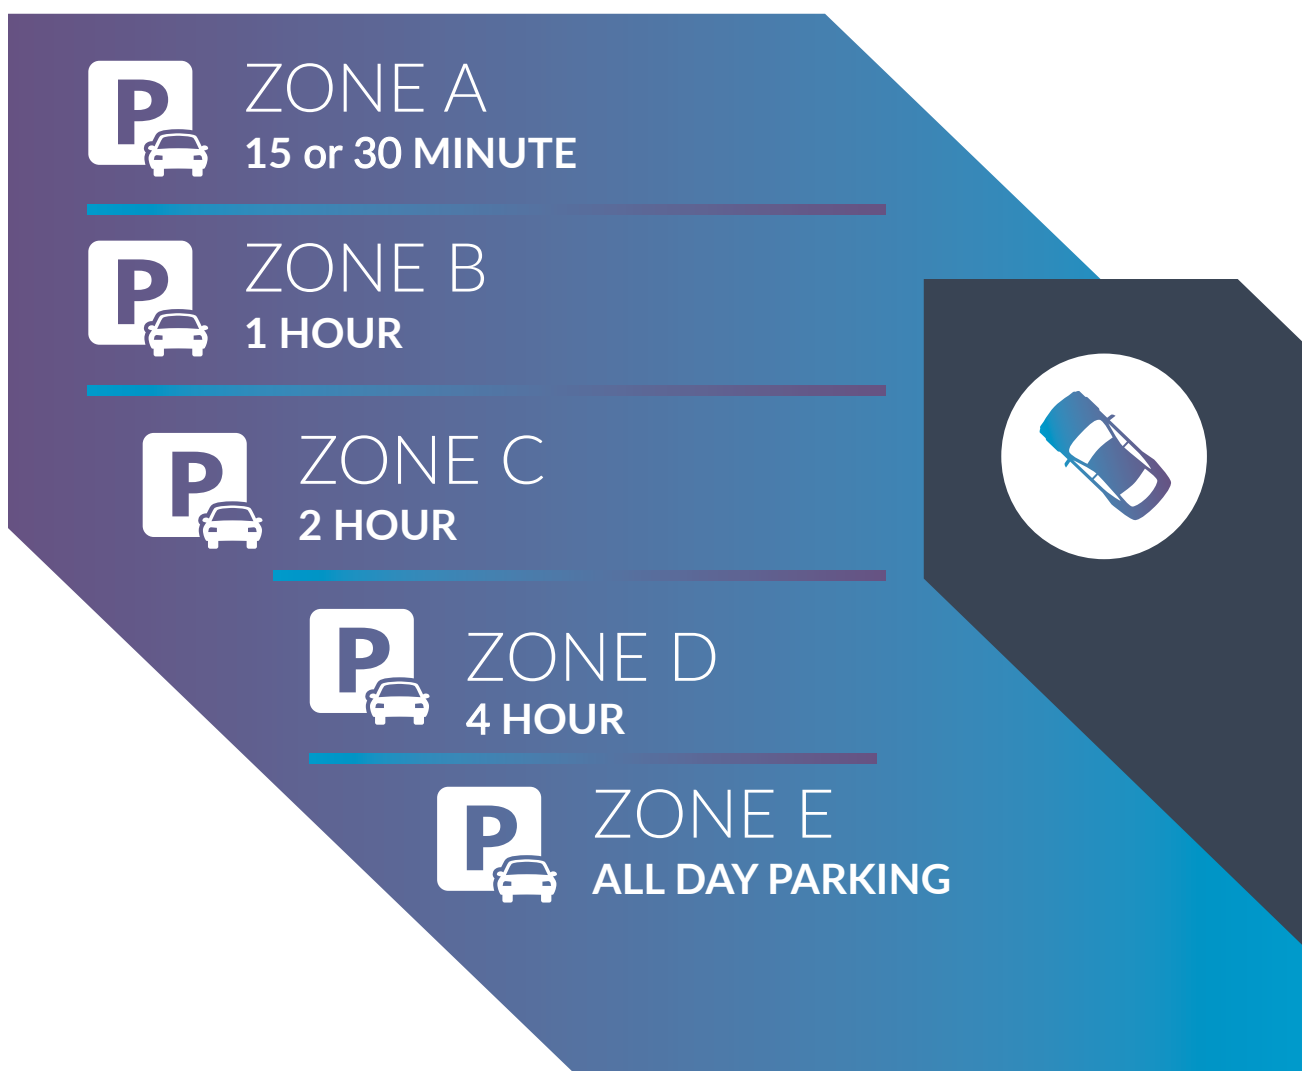 P
ZONE A
15 or 30 MINUTE
P
ZONE B
1 HOUR
P
ZONE C
2 HOUR
P
ZONE D
4 HOUR
P
ZONE E
ALL DAY PARKING